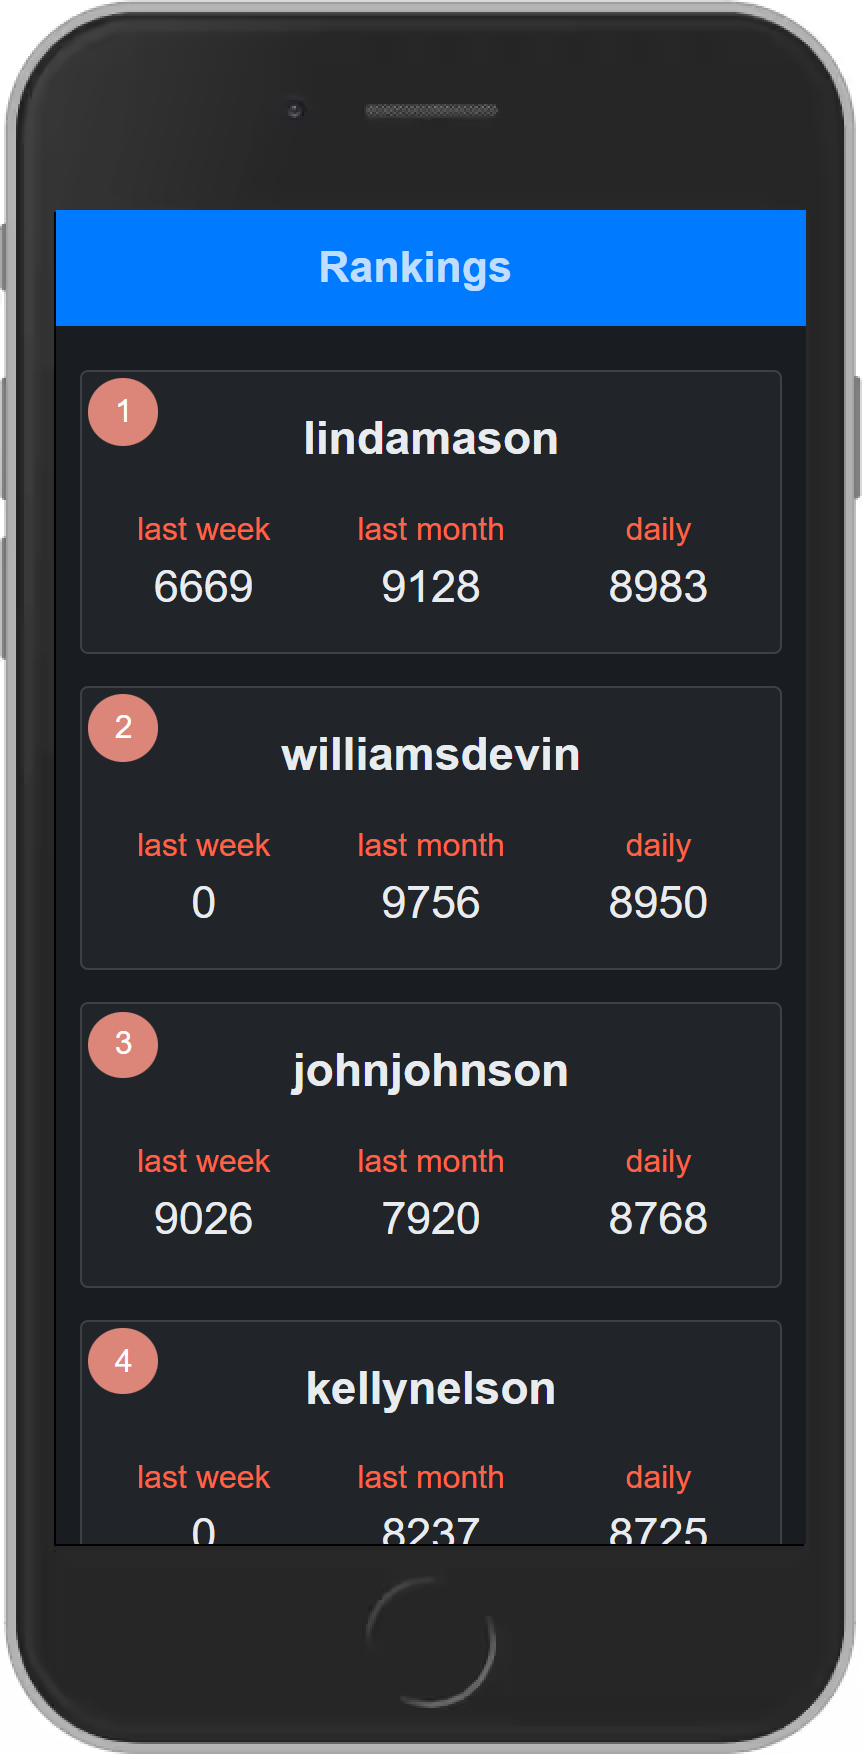 Rankings
1
lindamason
last week last month daily
6669 9128 8983
2
williamsdevin
last week last month daily
0 9756 8950
3
johnjohnson
last week last month daily
9026 7920 8768
4
kellynelson
last week last month daily
0 8237 8725